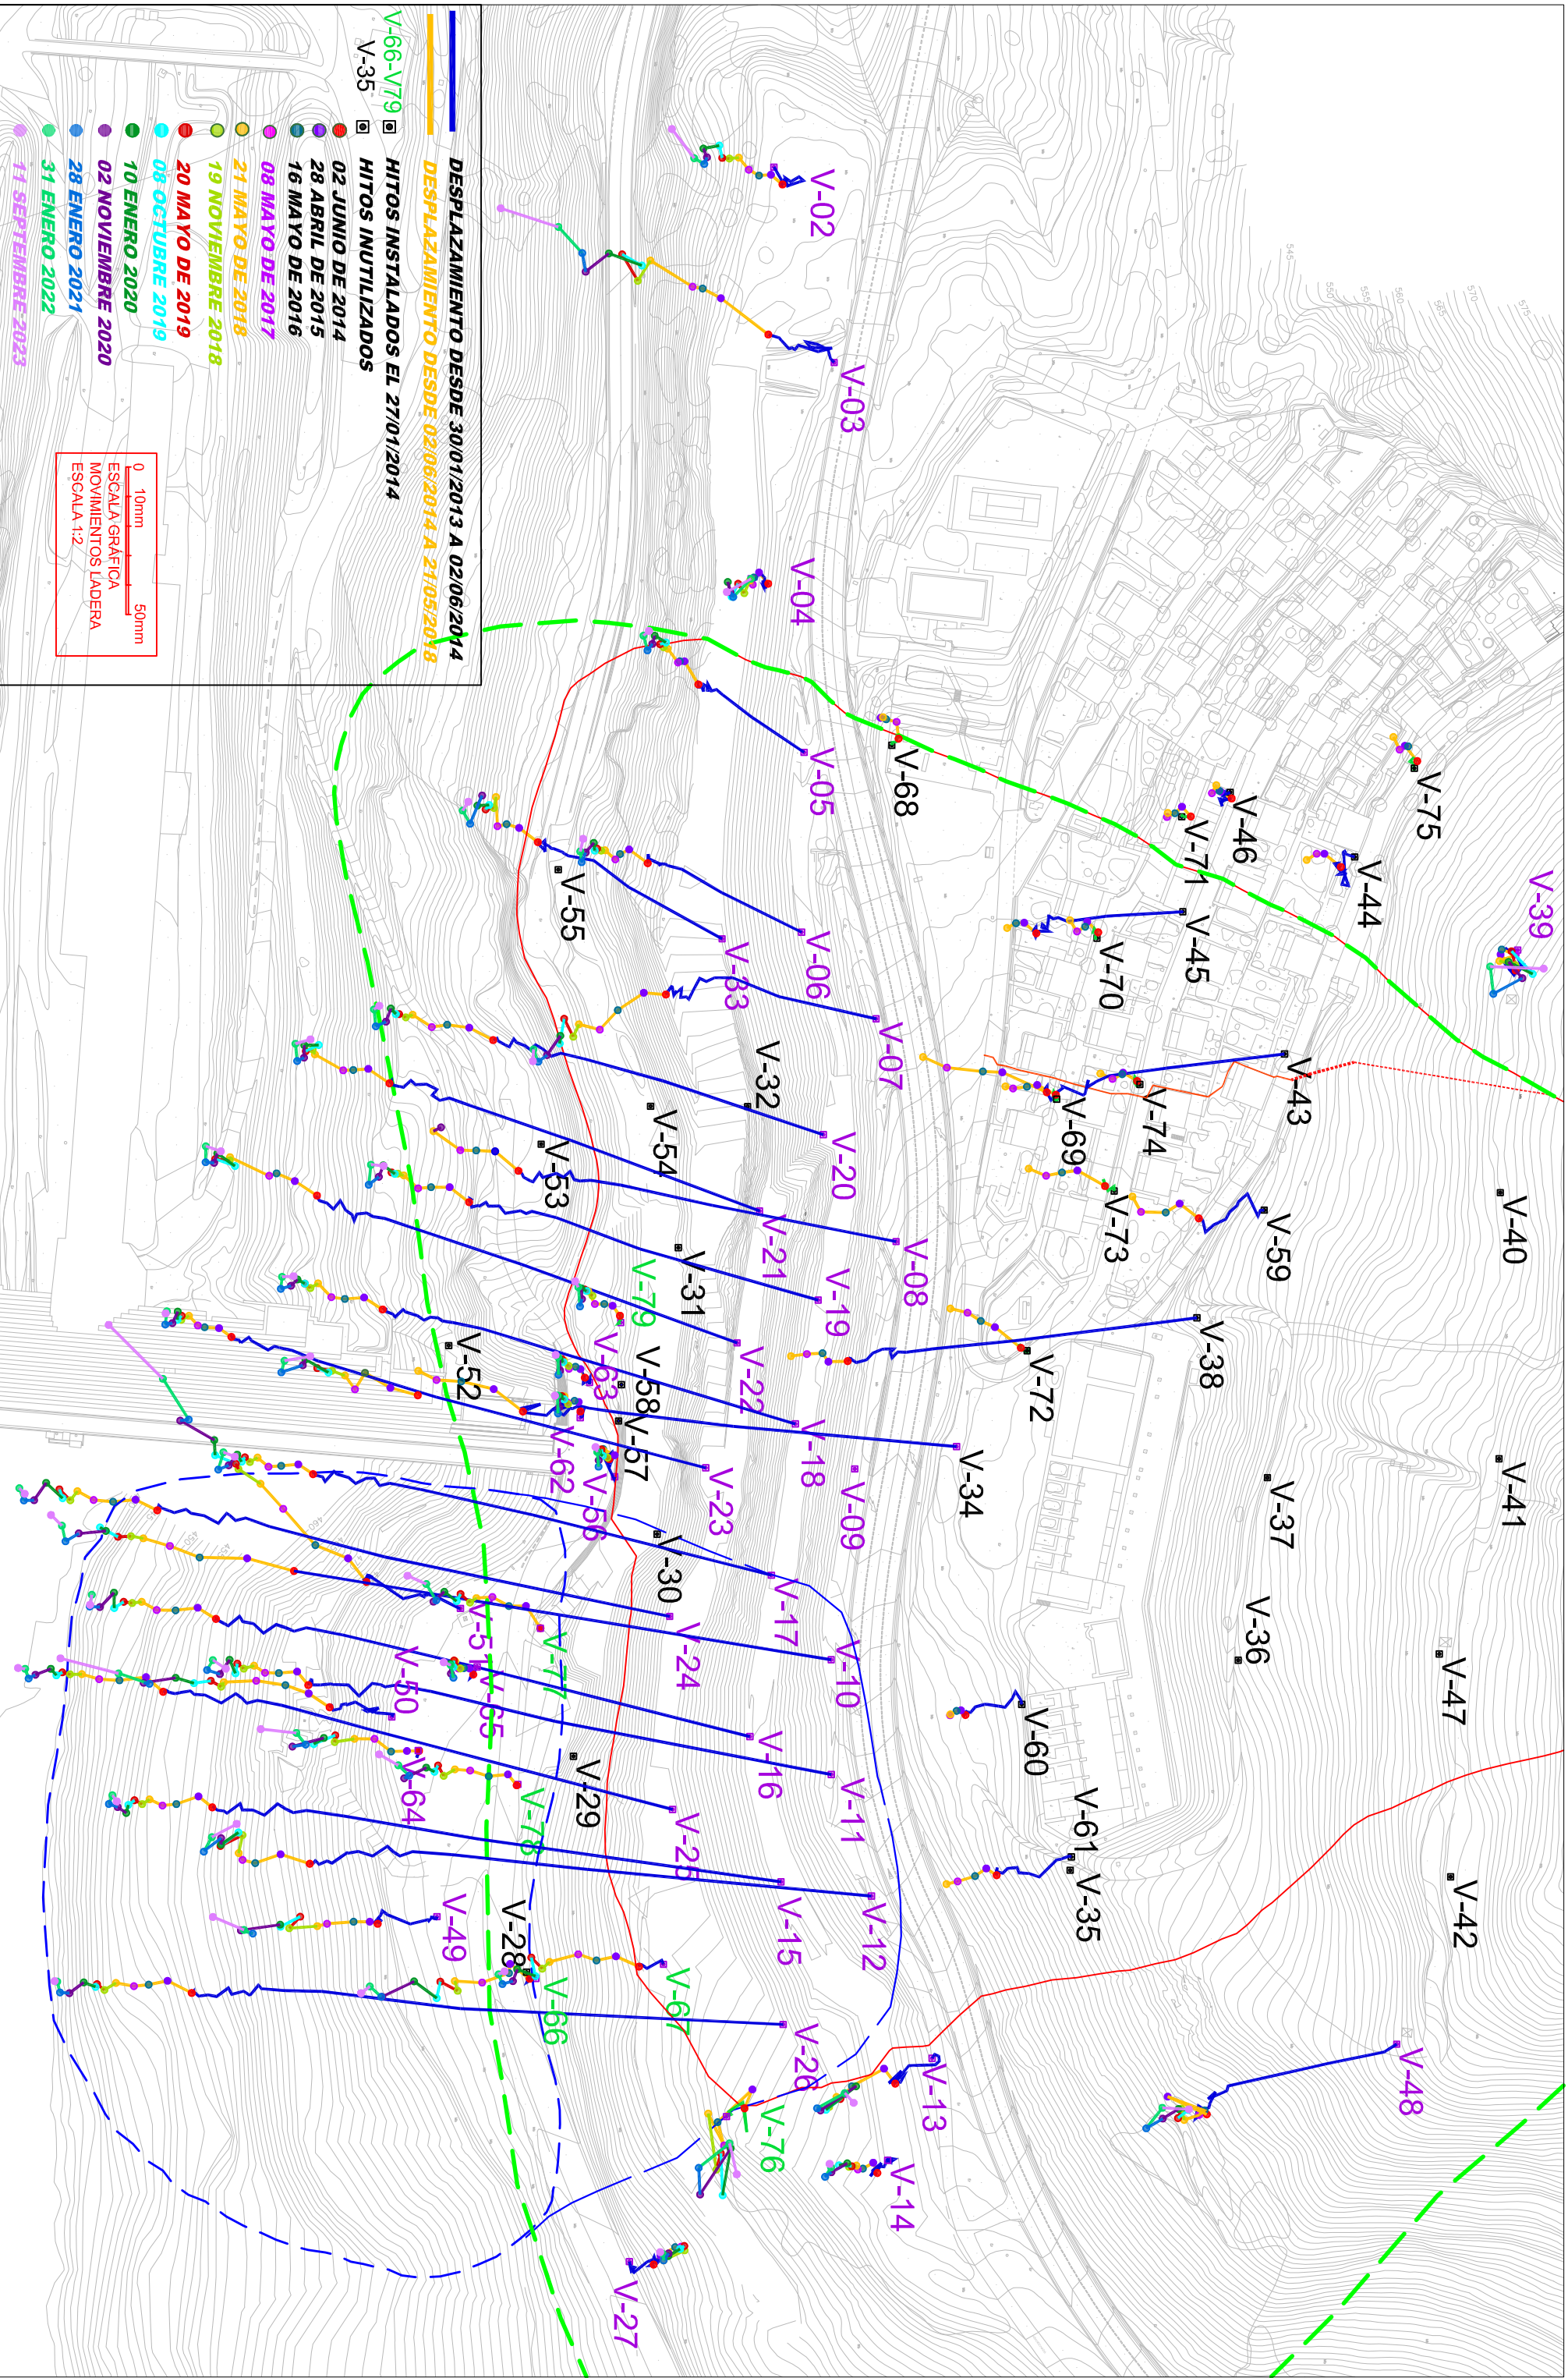 DESPLAZAMIENTO DESDE 30/01/2013 A 02/06/2014
DESPLAZAMIENTO DESDE 02/06/2014 A 21/05/2018
V-66-V79 HITOS INSTALADOS EL 27/01/2014
V-35 HITOS INUTILIZADOS
02 JUNIO DE 2014
28 ABRIL DE 2015
16 MAYO DE 2016
08 MAYO DE 2017
21 MAYO DE 2018
19 NOVIEMBRE 2018
20 MAYO DE 2019
08 OCTUBRE 2019
10 ENERO 2020
02 NOVIEMBRE 2020
28 ENERO 2021
31 ENERO 2022
11 SEPTIEMBRE 2023
0 10mm 50mm
ESCALA GRÁFICA
MOVIMIENTOS LADERA
ESCALA 1:2
V-02
V-03
V-04
V-05
V-68
V-75
V-46
V-71
V-44
V-39
V-45
V-70
V-55
V-33
V-06
V-07
V-32
V-54
V-53
V-20
V-43
V-74
V-69
V-40
V-59
V-73
V-21
V-08
V-31
V-19
V-79
V-38
V-72
V-52
V-63
V-58
V-22
V-18
V-57
V-62
V-56
V-23
V-09
V-34
V-37
V-41
V-30
V-17
V-24
V-10
V-36
V-47
V-51
V-77
V-65
V-50
V-16
V-60
V-64
V-78
V-29
V-25
V-11
V-61
V-35
V-42
V-49
V-28
V-15
V-12
V-66
V-67
V-26
V-13
V-48
V-76
V-14
V-27
545
550
555
560
565
570
575